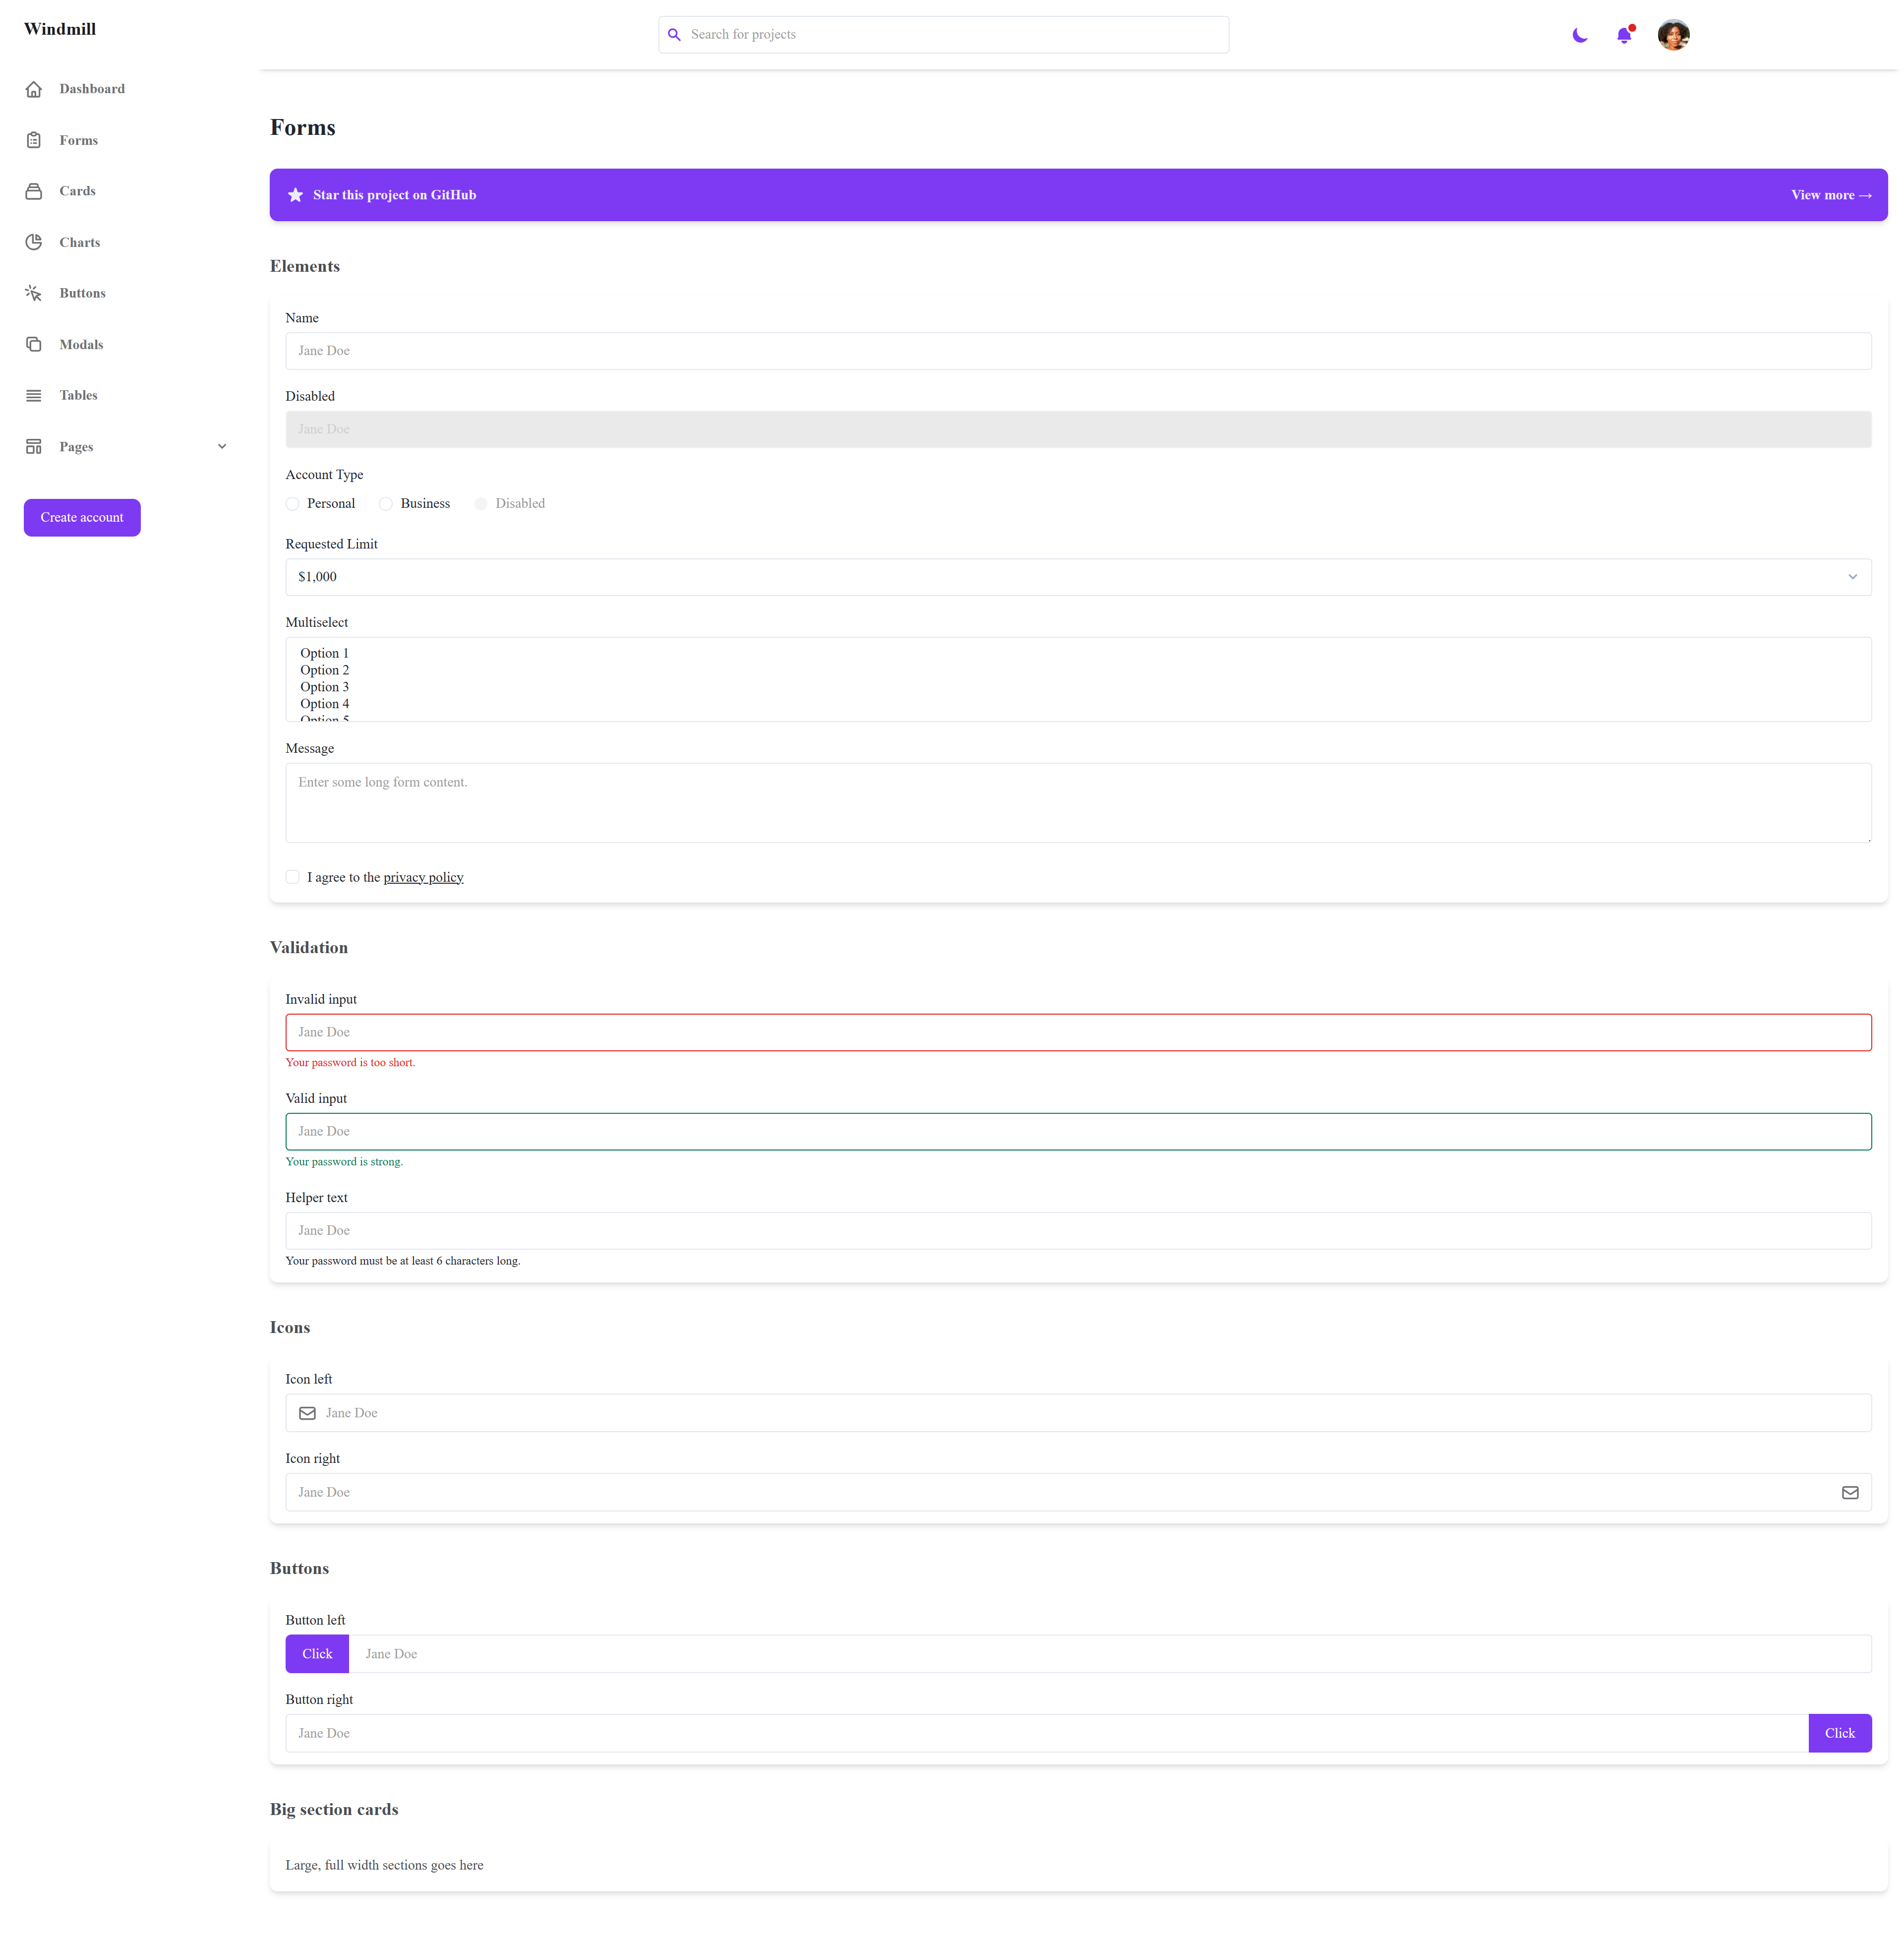 Windmill
Search for projects
Dashboard
Forms
Cards
Charts
Buttons
Modals
Tables
Pages
Create account
Forms
Star this project on GitHub
View more →
Elements
Name
Jane Doe
Disabled
Jane Doe
Account Type
Personal Business Disabled
Requested Limit
$1,000
Multiselect
Option 1
Option 2
Option 3
Option 4
Option 5
Message
Enter some long form content.
I agree to the privacy policy
Validation
Invalid input
Jane Doe
Your password is too short.
Valid input
Jane Doe
Your password is strong.
Helper text
Jane Doe
Your password must be at least 6 characters long.
Icons
Icon left
Jane Doe
Icon right
Jane Doe
Buttons
Button left
Click Jane Doe
Button right
Jane Doe Click
Big section cards
Large, full width sections goes here